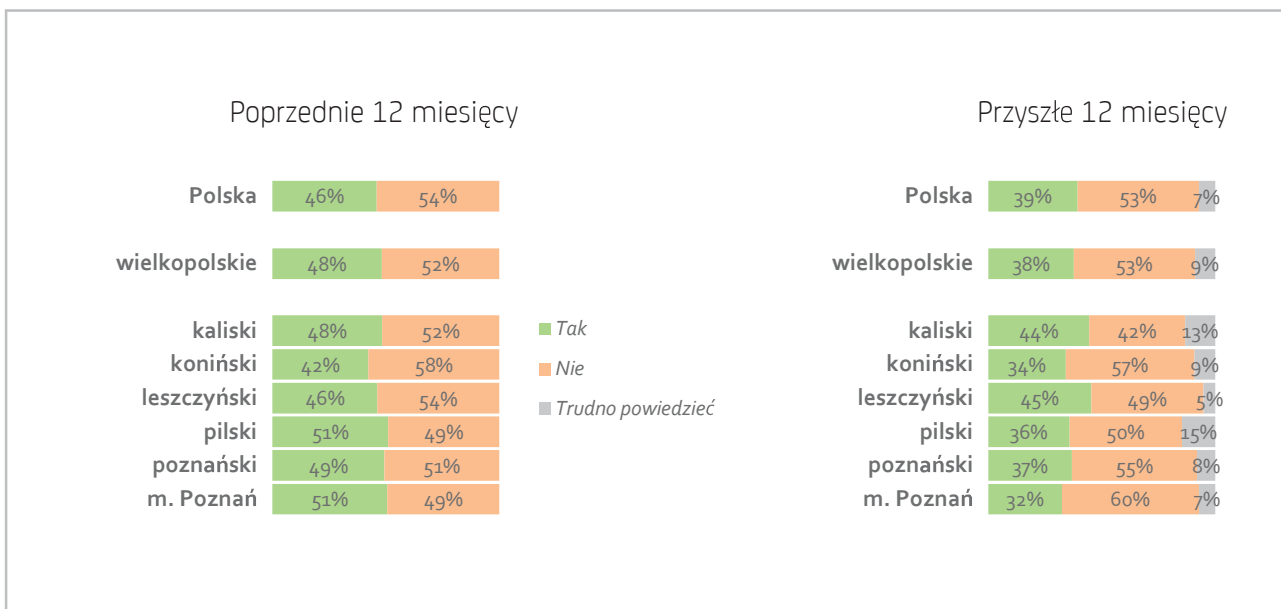 Poprzednie 12 miesięcy
Polska 46% 54%
wielkopolskie 48% 52%
kaliski 48% 52%
koniński 42% 58%
leszczyński 46% 54%
pilski 51% 49%
poznański 49% 51%
m. Poznań 51% 49%
Tak
Nie
Trudno powiedzieć
Przyszłe 12 miesięcy
Polska 39% 53% 7%
wielkopolskie 38% 53% 9%
kaliski 44% 42% 13%
koniński 34% 57% 9%
leszczyński 45% 49% 5%
pilski 36% 50% 15%
poznański 37% 55% 8%
m. Poznań 32% 60% 7%